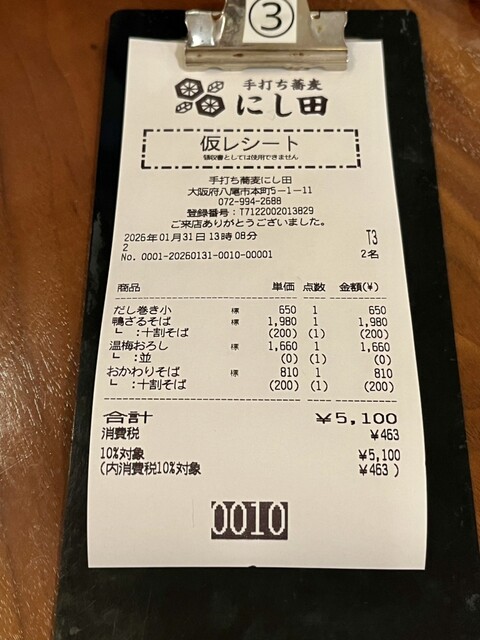 ③
手打ち蕎麦
にし田
仮レシート
領収書としては使用できません
手打ち蕎麦にし田
大阪府八尾市本町5-1-11
072-994-2688
登録番号：T7122002013829
ご来店ありがとうございました。
2026年01月31日13時08分 T3
2 2名
No. 0001-20260131-0010-00001
商品 単価 点数 金額(¥)
だし巻き小 標 650 1 650
鴨ざるそば 標 1,980 1 1,980
┗ :十割そば (200) (1) (200)
温梅おろし 標 1,660 1 1,660
┗ :並 (0) (1) (0)
おかわりそば 標 810 1 810
┗ :十割そば (200) (1) (200)
合計 ¥5,100
消費税 ¥463
10%対象 ¥5,100
(内消費税10%対象 ¥463 )
0010